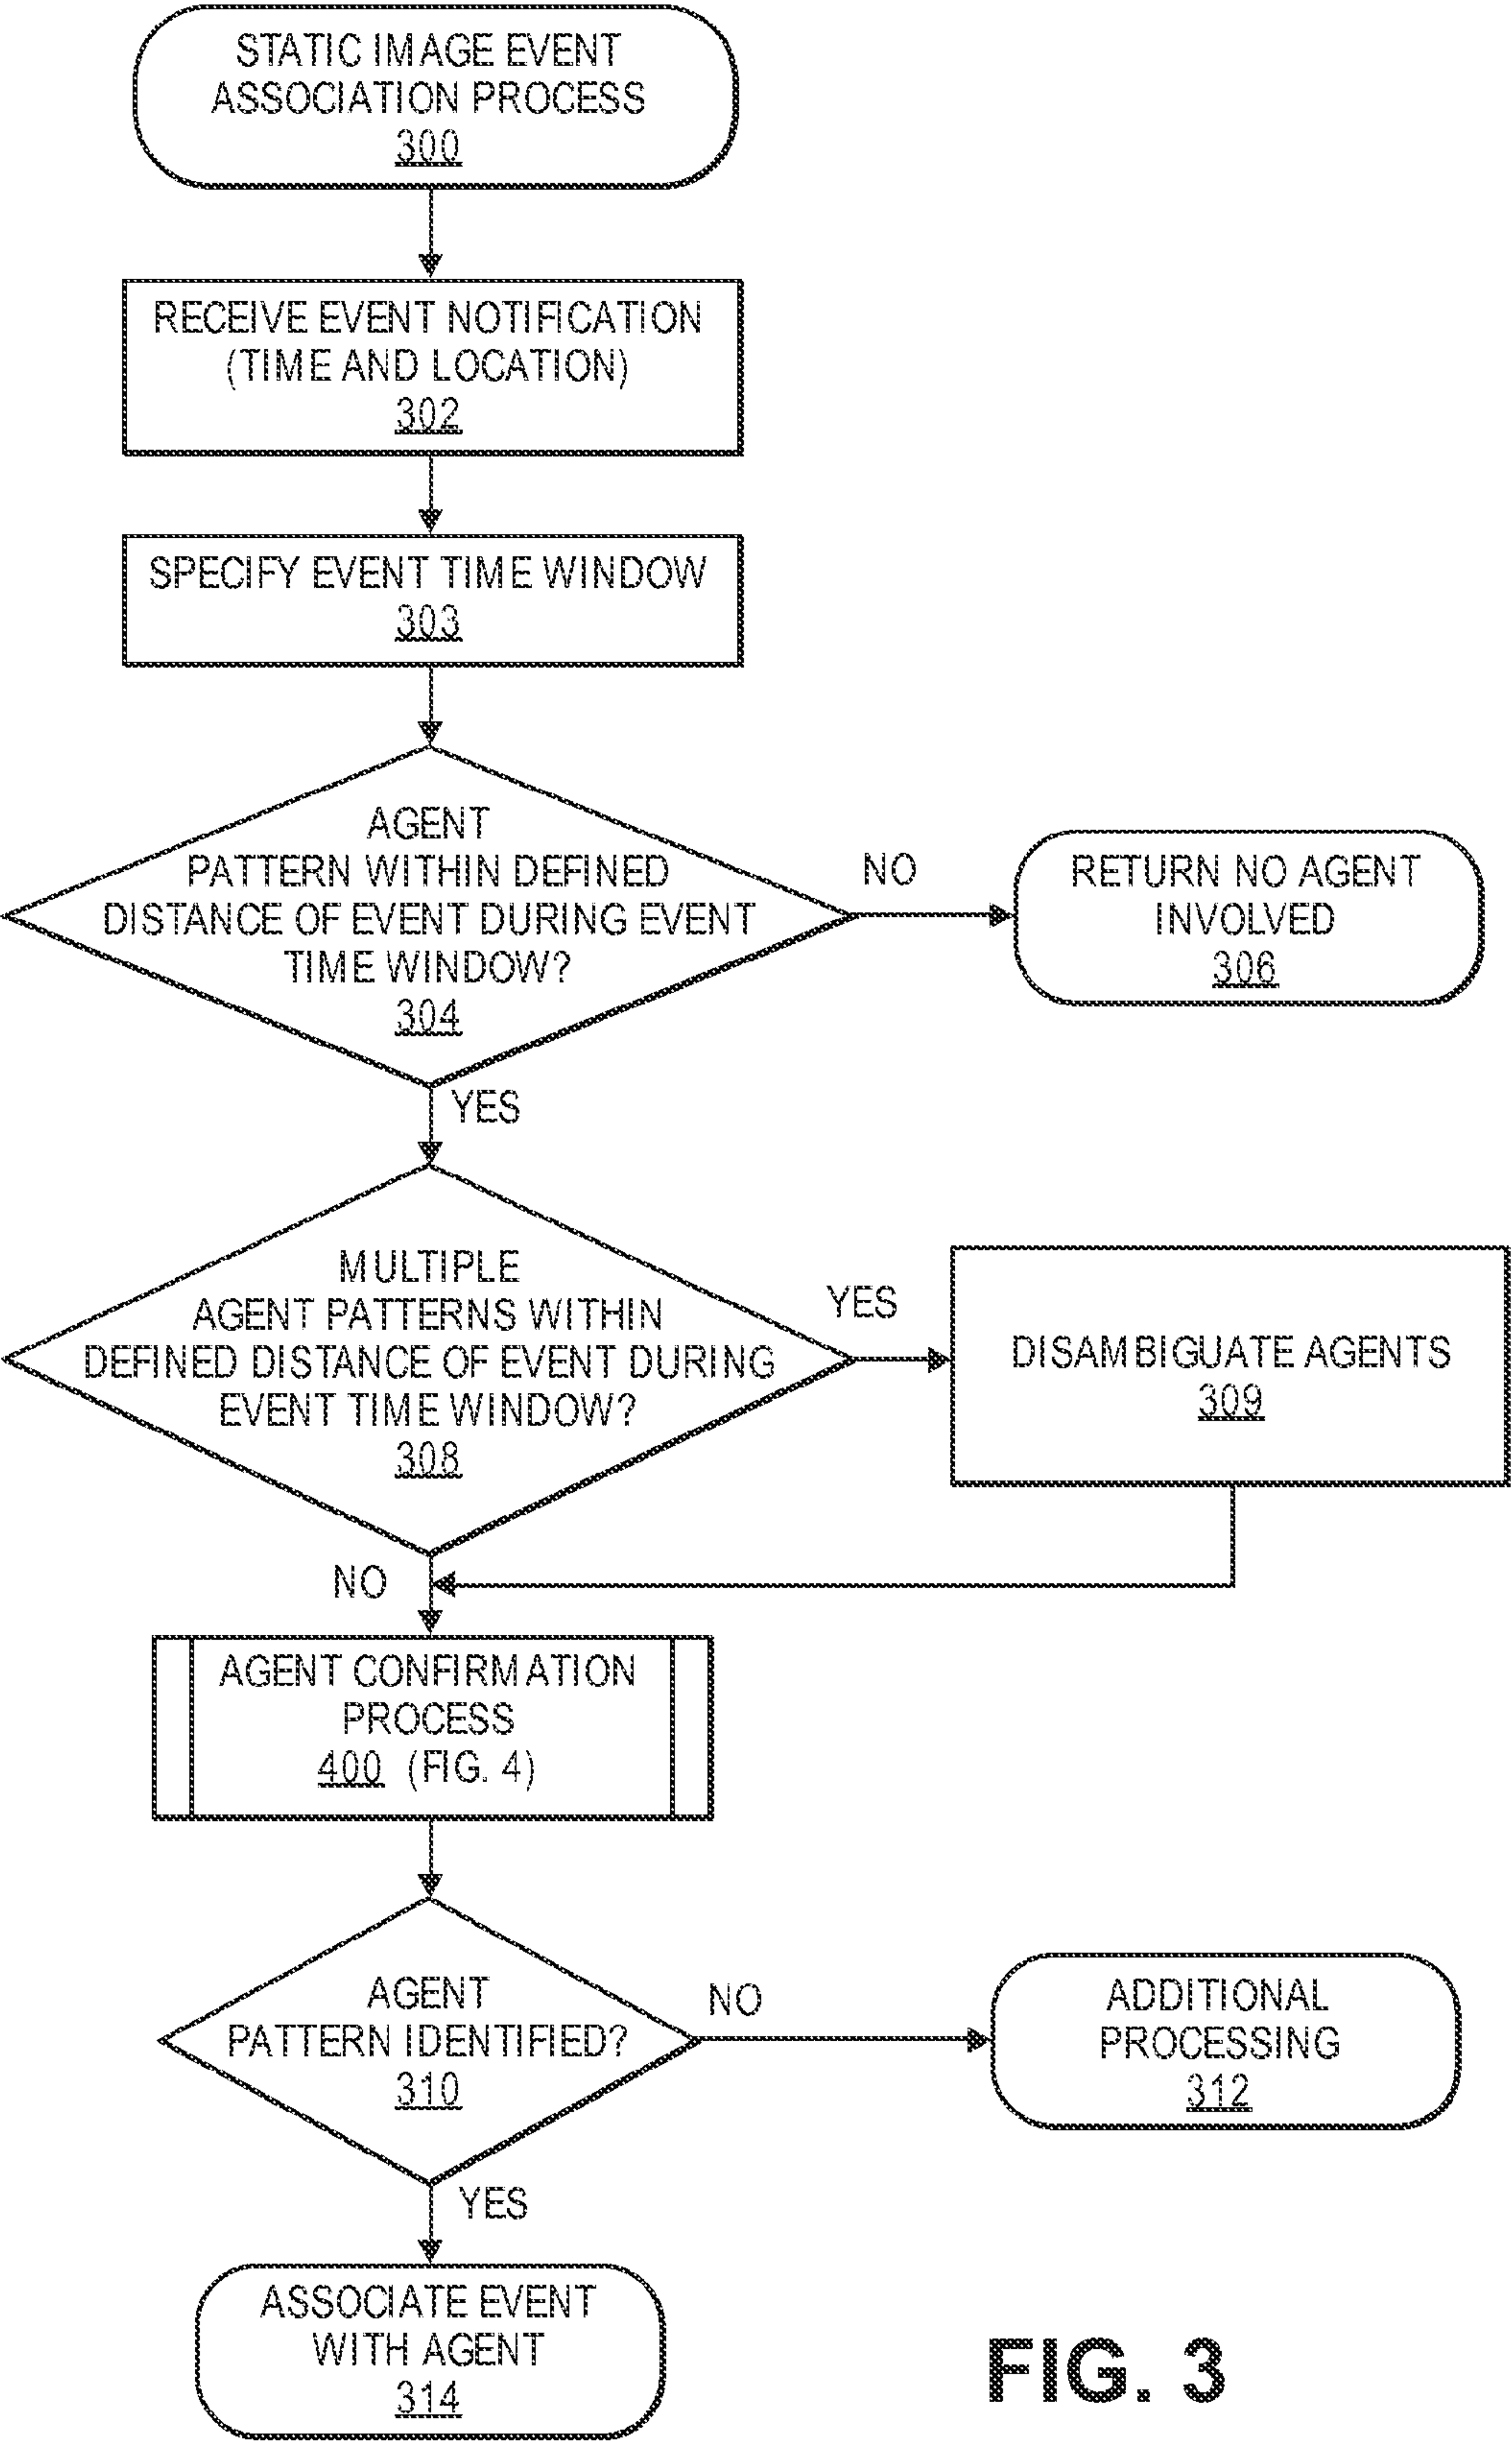 STATIC IMAGE EVENT
ASSOCIATION PROCESS
300
RECEIVE EVENT NOTIFICATION
(TIME AND LOCATION)
302
SPECIFY EVENT TIME WINDOW
303
AGENT
PATTERN WITHIN DEFINED
DISTANCE OF EVENT DURING EVENT
TIME WINDOW?
304
NO
RETURN NO AGENT
INVOLVED
306
YES
MULTIPLE
AGENT PATTERNS WITHIN
DEFINED DISTANCE OF EVENT DURING
EVENT TIME WINDOW?
308
YES
DISAMBIGUATE AGENTS
309
NO
AGENT CONFIRMATION
PROCESS
400 (FIG. 4)
AGENT
PATTERN IDENTIFIED?
310
NO
ADDITIONAL
PROCESSING
312
YES
ASSOCIATE EVENT
WITH AGENT
314
FIG. 3